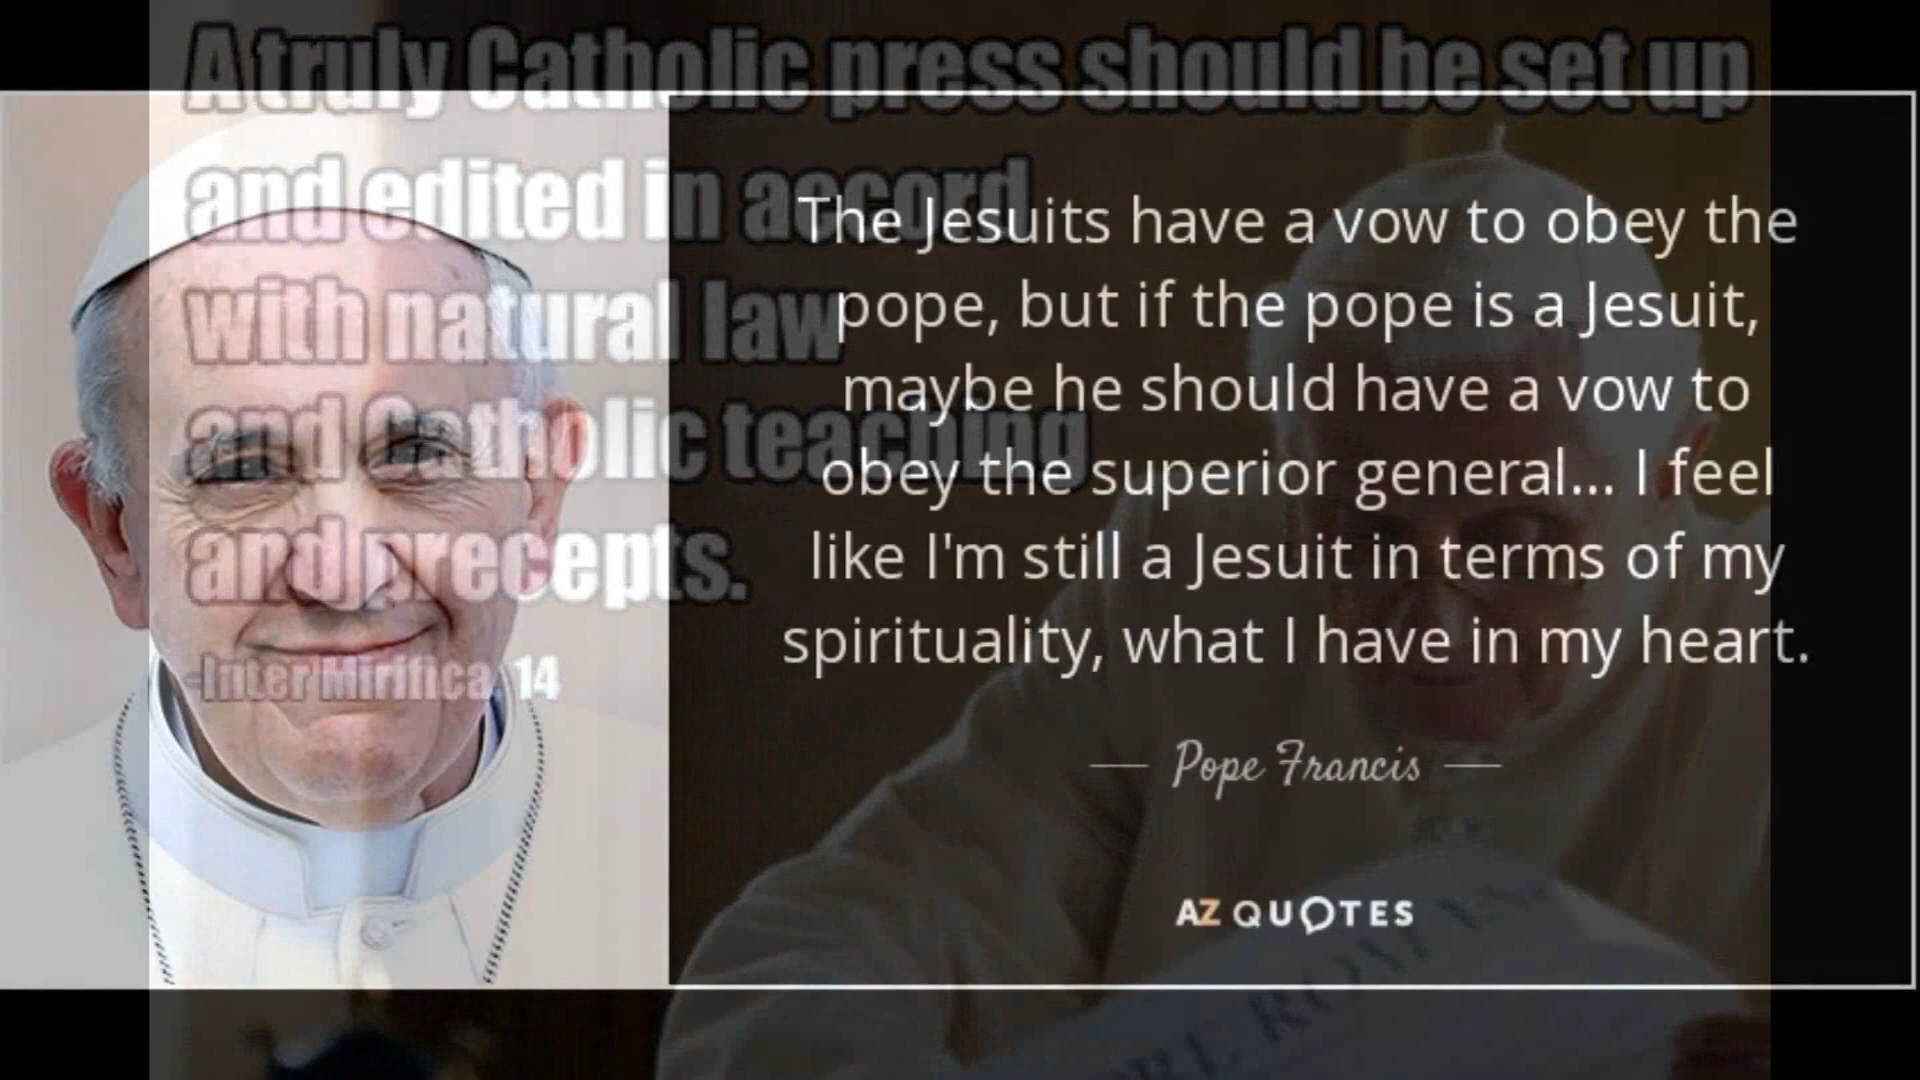 A truly Catholic press should be set up
and edited in accord
with natural law
and Catholic teaching
and precepts.
-Inter Mirifica, 14
The Jesuits have a vow to obey the
pope, but if the pope is a Jesuit,
maybe he should have a vow to
obey the superior general... I feel
like I'm still a Jesuit in terms of my
spirituality, what I have in my heart.
Pope Francis
AZ QUOTES